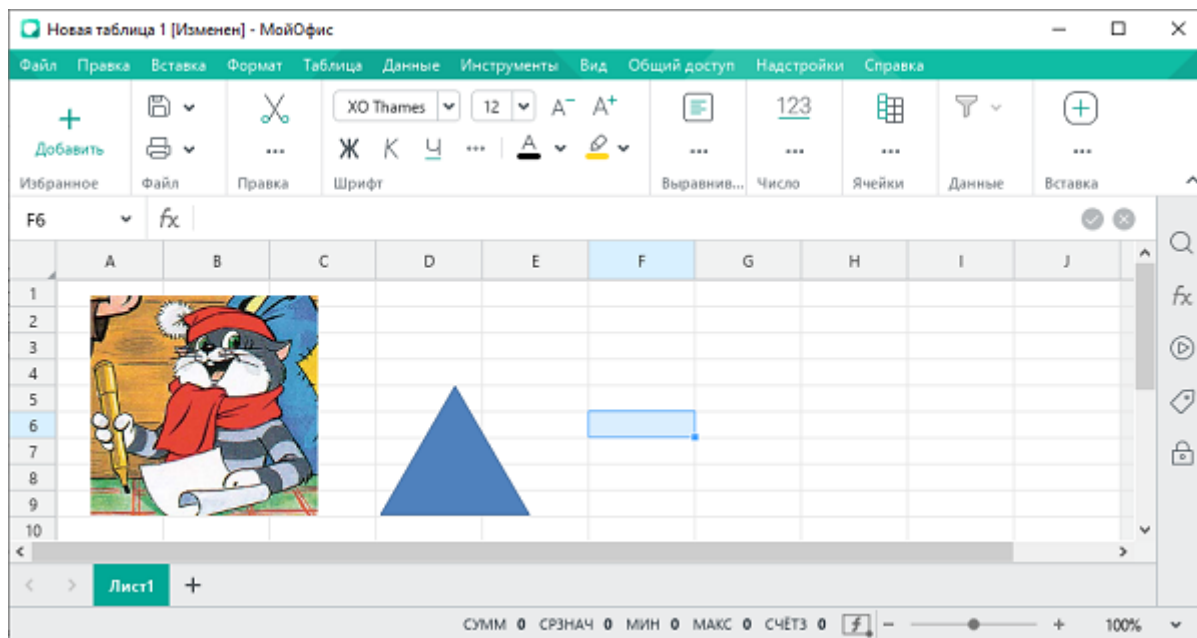 Новая таблица 1 [Изменен] - МойОфис
Файл Правка Вставка Формат Таблица Данные Инструменты Вид Общий доступ Надстройки Справка
XO Thames 12 А⁻ А⁺ 123
Добавить Ж К Ч ••• А
Избранное Файл Правка Шрифт Выравнив... Число Ячейки Данные Вставка
F6 fx
A B C D E F G H I J
1
2
3
4
5
6
7
8
9
10
Лист1
СУММ 0 СРЗНАЧ 0 МИН 0 МАКС 0 СЧЁТЗ 0 100%